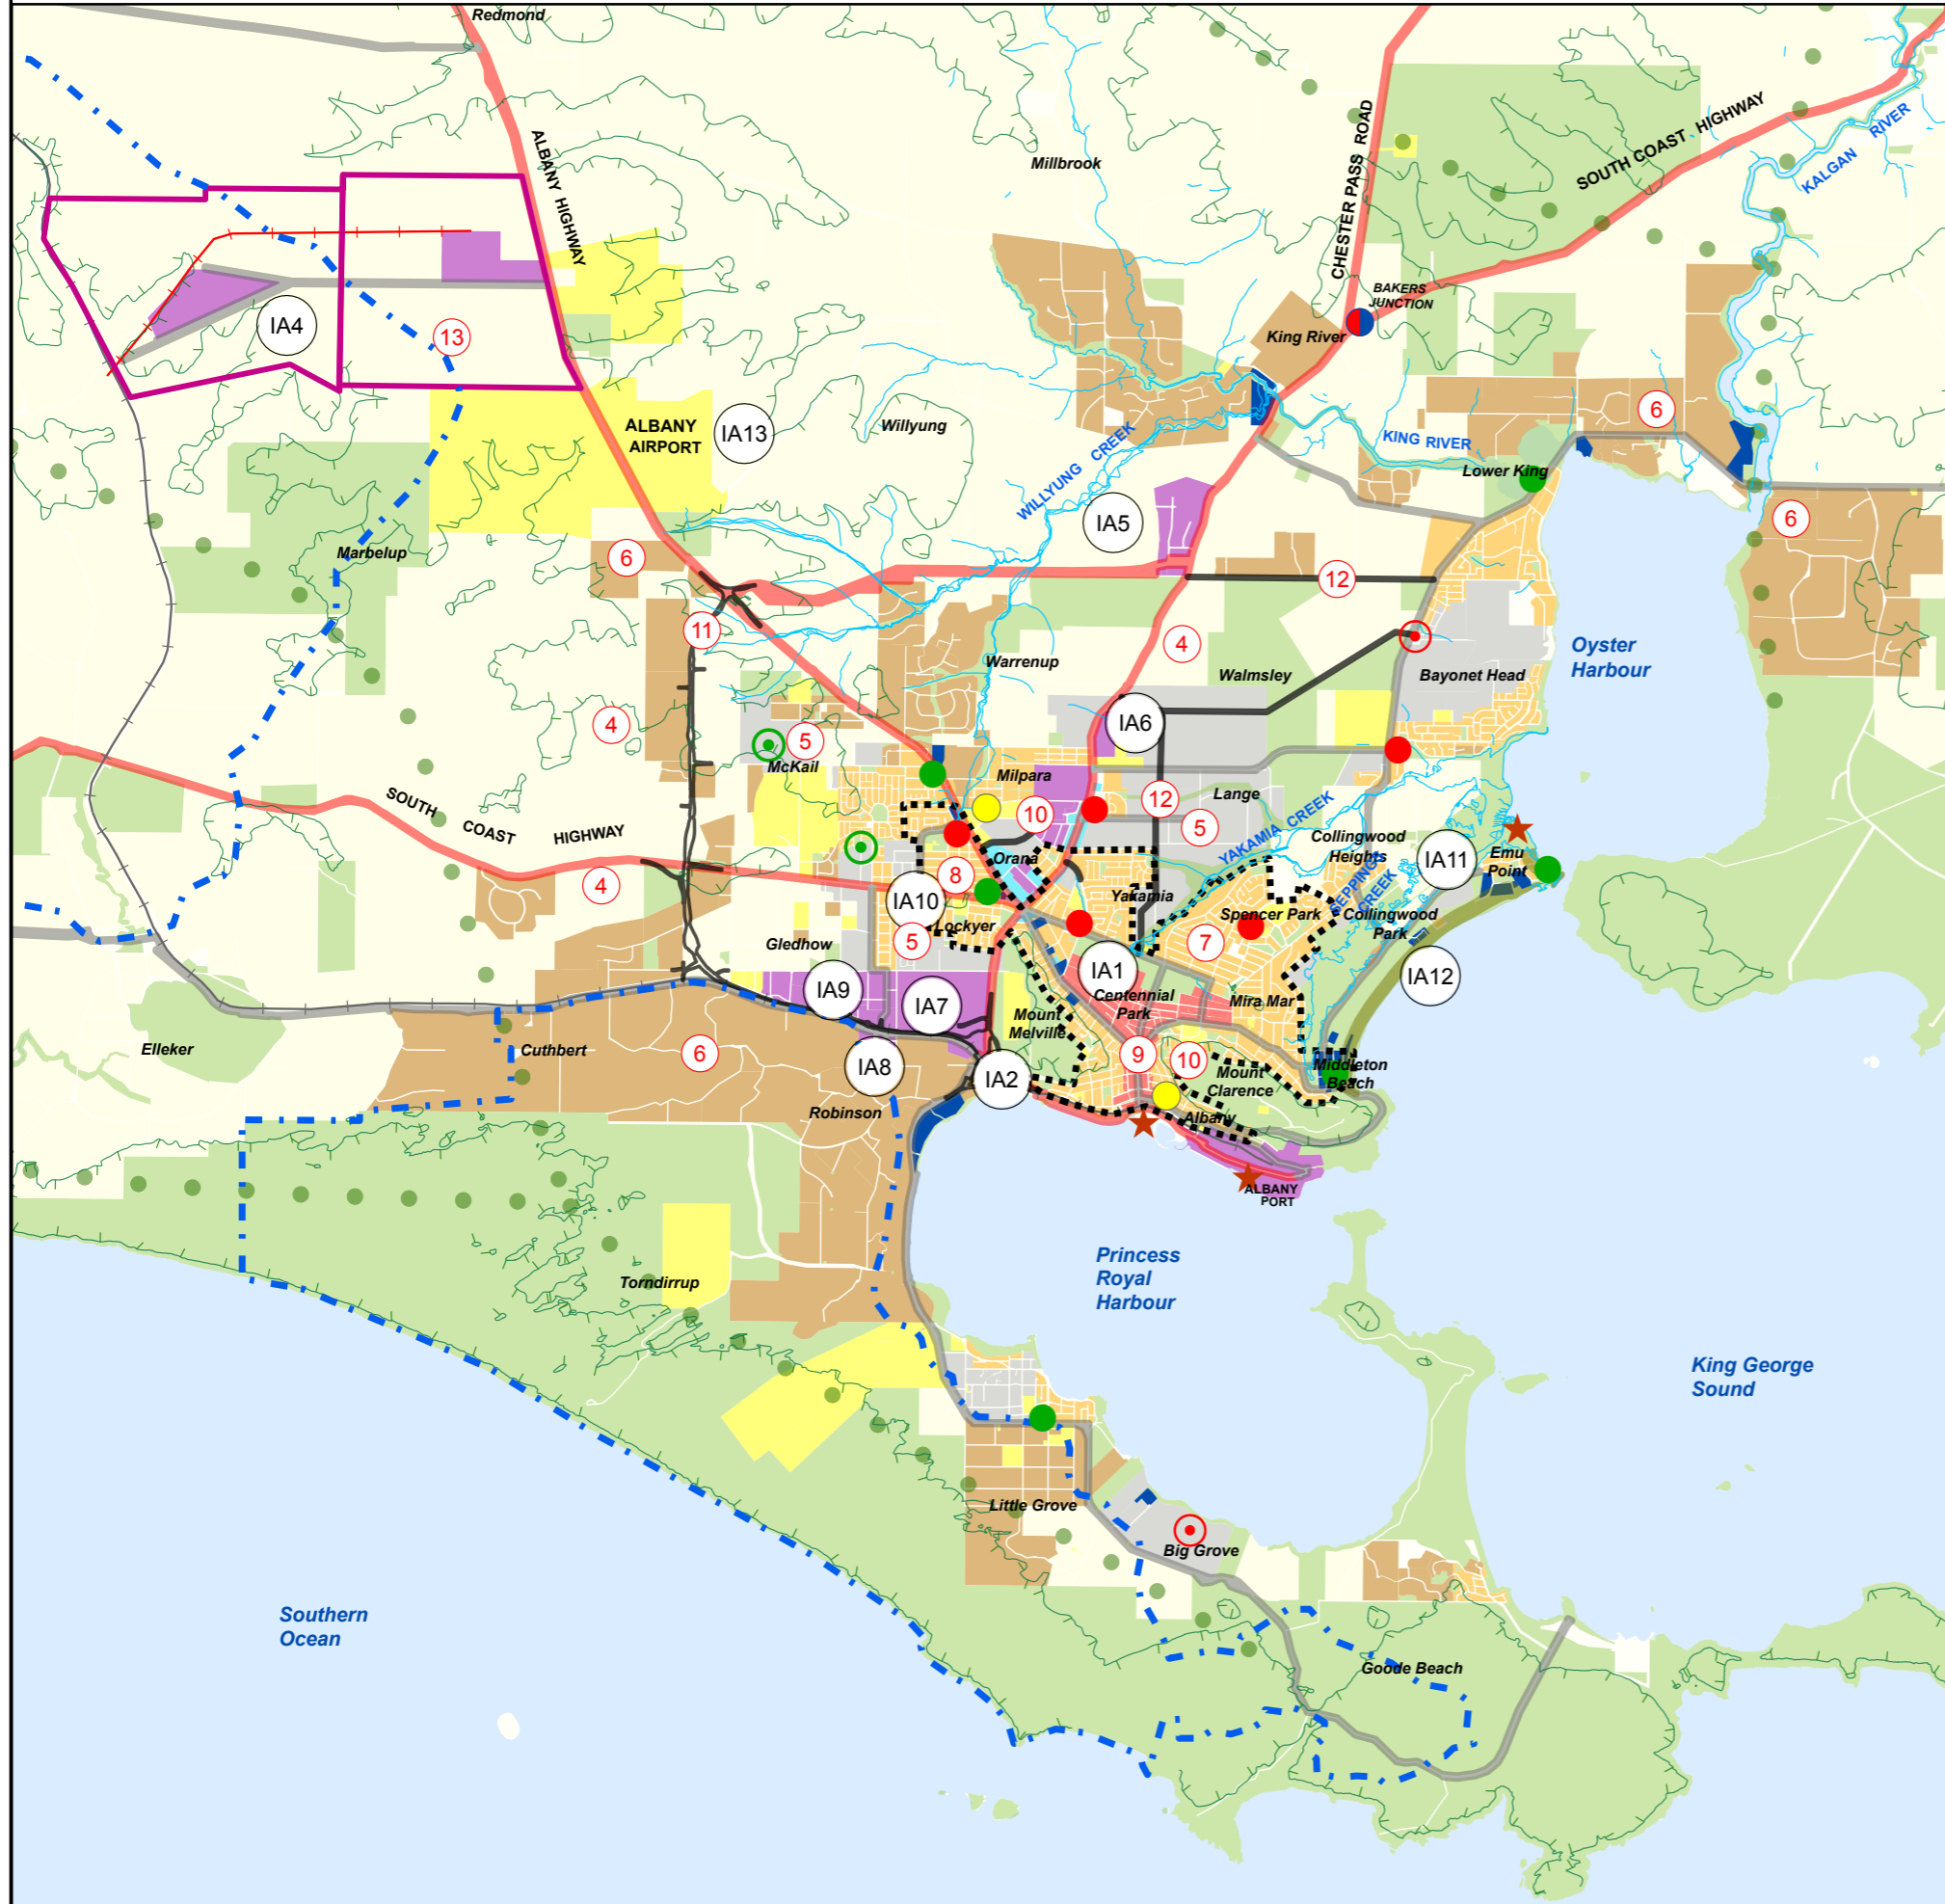 Redmond
ALBANY HIGHWAY
Millbrook
CHESTER PASS ROAD
SOUTH COAST HIGHWAY
KALGAN RIVER
BAKERS
JUNCTION
King River
IA4
13
6
ALBANY
AIRPORT
IA13
Willyung
WILLYUNG CREEK
KING RIVER
Lower King
IA5
6
Marbelup
6
12
11
4
Oyster
Harbour
Warrenup
Walmsley
Bayonet Head
4
IA6
5
McKail
Milpara
SOUTH COAST HIGHWAY
10
12
Lange
5
YAKAMIA CREEK
Collingwood
Heights
IA11
Emu
Point
Orana
8
4
IA10
Yakamia
SEPPINGS
CREEK
Spencer Park
Collingwood
Park
Lockyer
5
Gledhow
7
IA1
IA12
IA9
IA7
Centennial
Park
Mira Mar
Mount
Melville
Elleker
Cuthbert
6
IA8
IA2
9
10
Mount
Clarence
Middleton
Beach
Robinson
Albany
ALBANY
PORT
Princess
Royal
Harbour
Torndirrup
King George
Sound
Little Grove
Big Grove
Southern
Ocean
Goode Beach